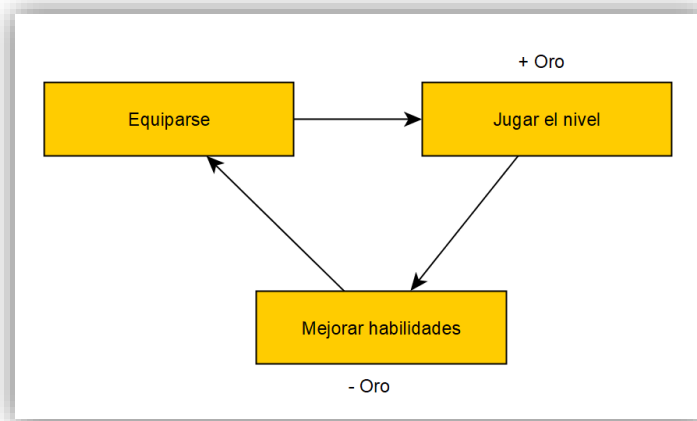 + Oro
Equiparse
Jugar el nivel
Mejorar habilidades
- Oro